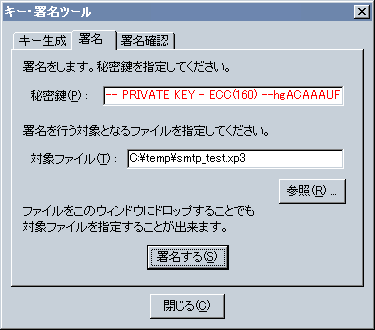 キー・署名ツール
キー生成 署名 署名確認
署名をします。秘密鍵を指定してください。
秘密鍵(P): -- PRIVATE KEY - ECC(160) --hgACAAAUF
署名を行う対象となるファイルを指定してください。
対象ファイル(T): C:¥temp¥smtp_test.xp3
参照(R) ...
ファイルをこのウィンドウにドロップすることでも
対象ファイルを指定することが出来ます。
署名する(S)
閉じる(C)